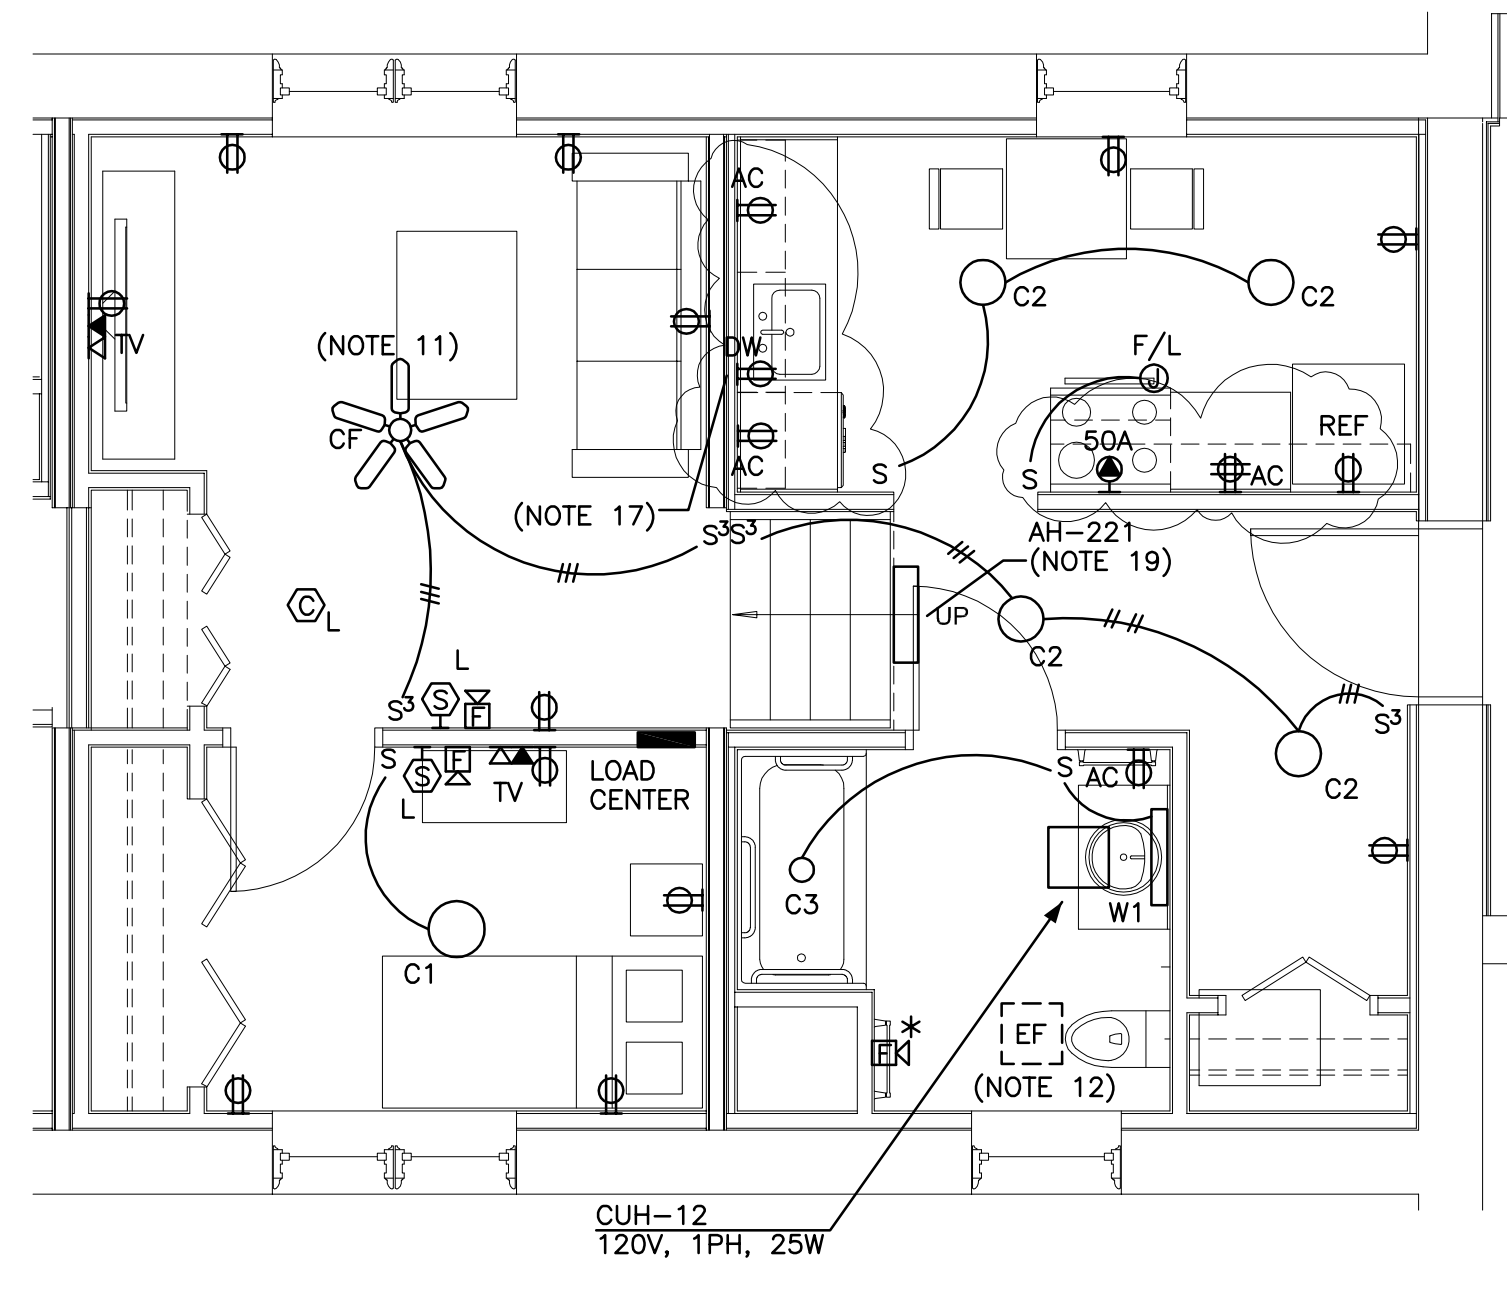 AC
C2
C2
TV
(NOTE 11)
DW
F/L
J
CF
50A
REF
AC
S
S
AC
(NOTE 17)
S³S³
AH-221
(NOTE 19)
C
L
UP
C2
L
S³
S
F
S³
S
S
F
TV
L
LOAD
CENTER
S
AC
C2
C3
W1
C1
*
F
EF
(NOTE 12)
CUH-12
120V, 1PH, 25W